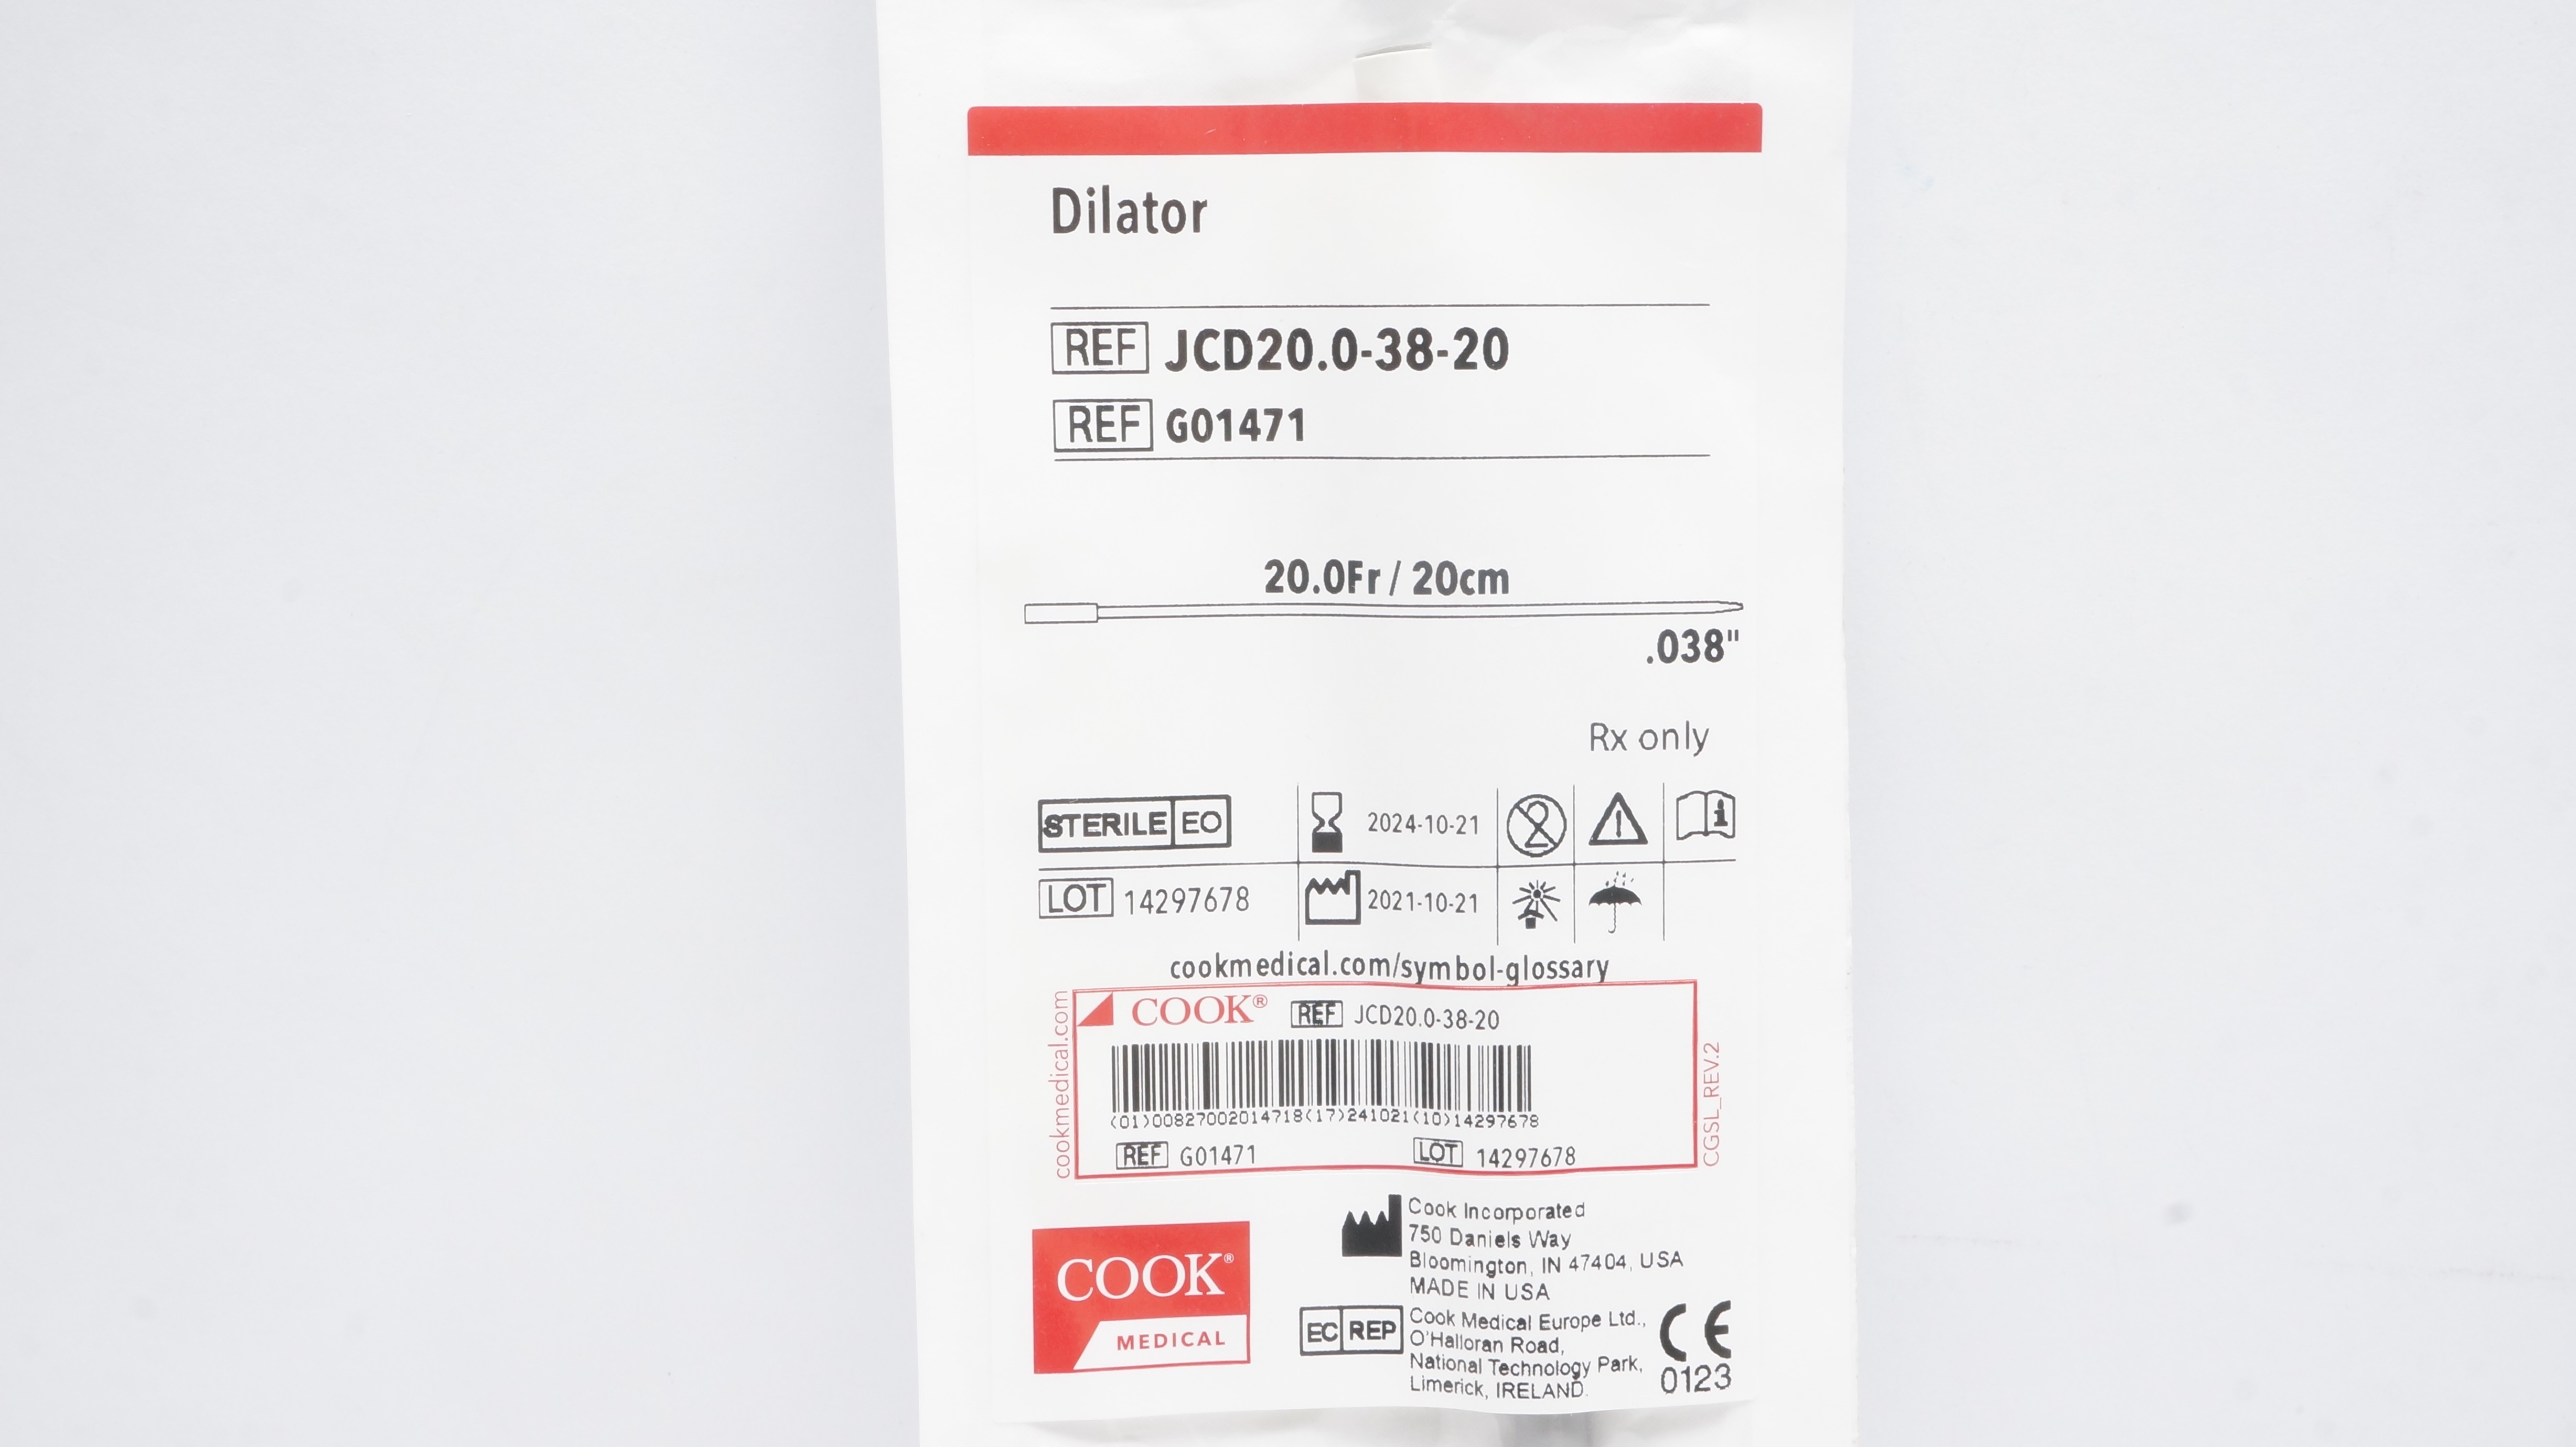 Dilator
REF JCD20.0-38-20
REF G01471
20.0Fr / 20cm
.038"
Rx only
STERILE EO 2024-10-21 2
LOT 14297678 2021-10-21
cookmedical.com/symbol-glossary
cookmedical.com
COOK® REF JCD20.0-38-20
(01)00827002014718(17)241021(10)14297678
REF G01471 LOT 14297678
CGSL_REV.2
COOK®
MEDICAL
Cook Incorporated
750 Daniels Way
Bloomington, IN 47404, USA
MADE IN USA
EC REP
Cook Medical Europe Ltd.,
O'Halloran Road,
National Technology Park,
Limerick, IRELAND.
CE
0123